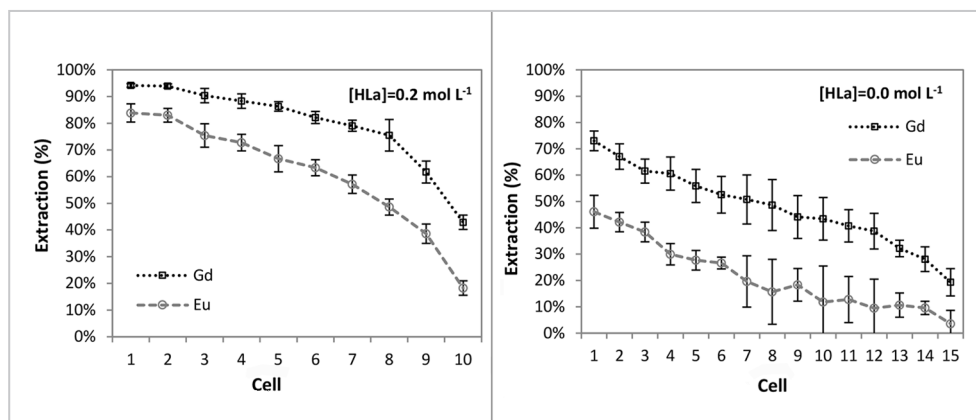 100%
90%
80%
70%
60%
50%
40%
30%
20%
10%
0%
Extraction (%)
[HLa]=0.2 mol L-1
Gd
Eu
1 2 3 4 5 6 7 8 9 10
Cell
100%
90%
80%
70%
60%
50%
40%
30%
20%
10%
0%
Extraction (%)
[HLa]=0.0 mol L-1
Gd
Eu
1 2 3 4 5 6 7 8 9 10 11 12 13 14 15
Cell